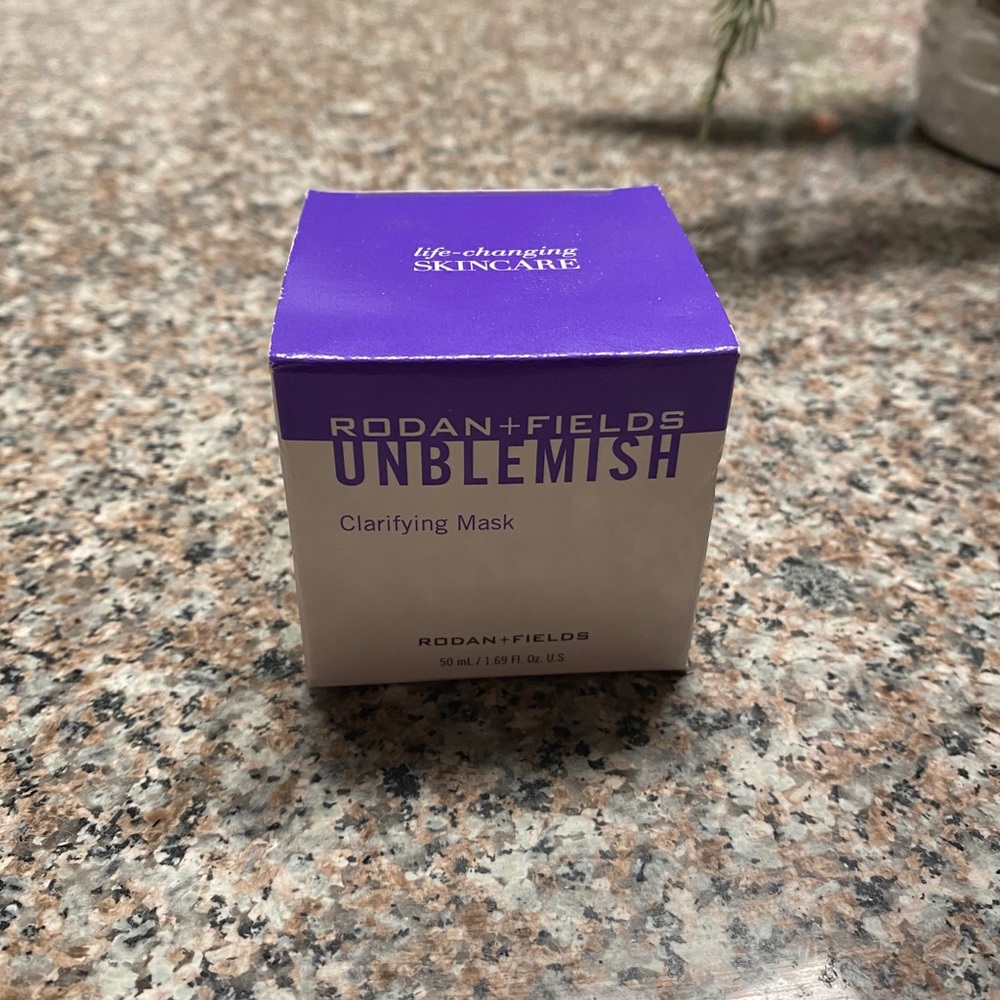 life-changing
SKINCARE
RODAN+FIELDS
UNBLEMISH
Clarifying Mask
RODAN+FIELDS
50 mL / 1.69 Fl. Oz. U.S.